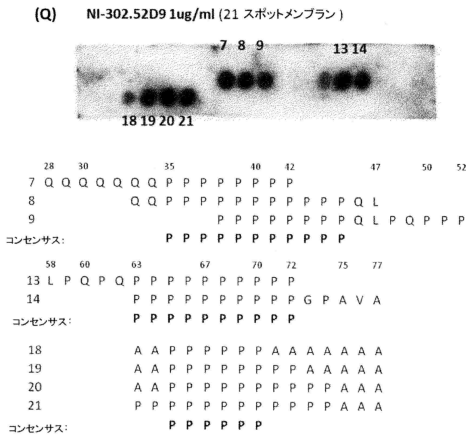 (Q) NI-302.52D9 1ug/ml (21 スポットメンブラン)
7 8 9 13 14
18 19 20 21
28 30 35 40 42 47 50 52
7 Q Q Q Q Q Q Q P P P P P P P P
8 Q Q P P P P P P P P P P P Q L
9 P P P P P P P P Q L P Q P P P
コンセンサス: P P P P P P P P P P P
58 60 63 67 70 72 75 77
13 L P Q P Q P P P P P P P P P P
14 P P P P P P P P P P G P A V A
コンセンサス: P P P P P P P P P P
18 A A P P P P P P A A A A A A A
19 A A P P P P P P P P A A A A A
20 A A P P P P P P P P P P A A A
21 P P P P P P P P P P P P A A A
コンセンサス: P P P P P P